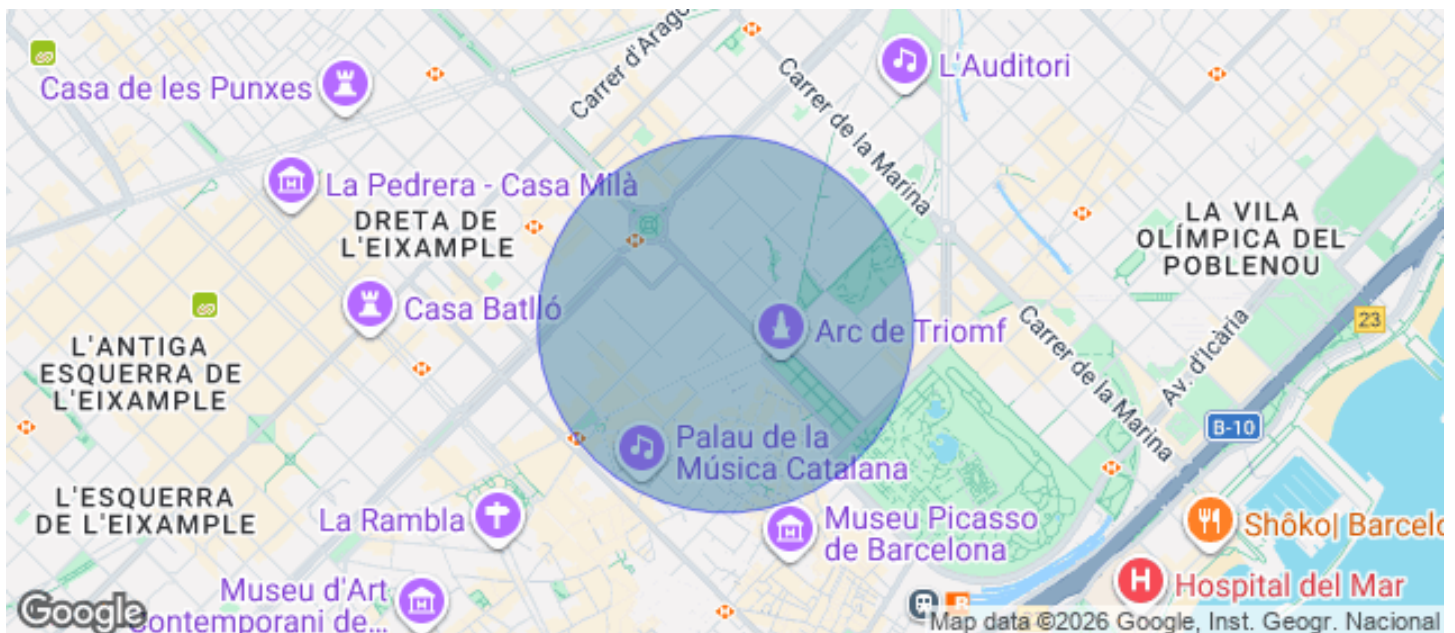 Carrer d'Arago
L'Auditori
Casa de les Punxes
Carrer de la Marina
La Pedrera - Casa Milà
DRETA DE
L'EIXAMPLE
LA VILA
OLÍMPICA DEL
POBLENOU
Casa Batlló
Arc de Triomf
23
L'ANTIGA
ESQUERRA DE
L'EIXAMPLE
Av. d'Icària
Carrer de la Marina
B-10
Palau de la
Música Catalana
L'ESQUERRA
DE L'EIXAMPLE
La Rambla
Museu Picasso
de Barcelona
Shôko| Barcelo
H
Hospital del Mar
Museu d'Art
Contemporani de...
R
Google
Map data ©2026 Google, Inst. Geogr. Nacional